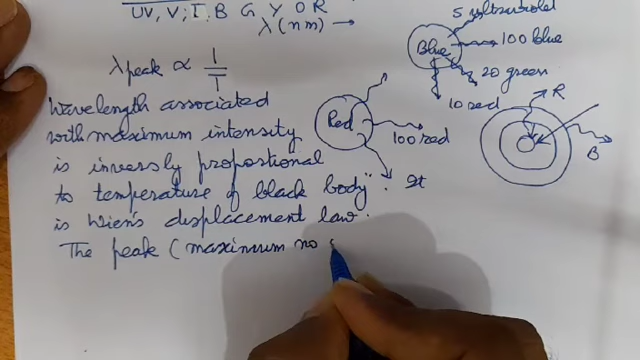 UV, V, I, B G Y O R
λ(nm) →
5 ultraviolet
Blue
100 blue
20 green
10 red
λpeak ∝ 1/T
Red
100 red
R
B
Wavelength associated
with maximum intensity
is inversly proportional
to temperature of black body". It
is Wien's displacement law.
The peak (maximum no